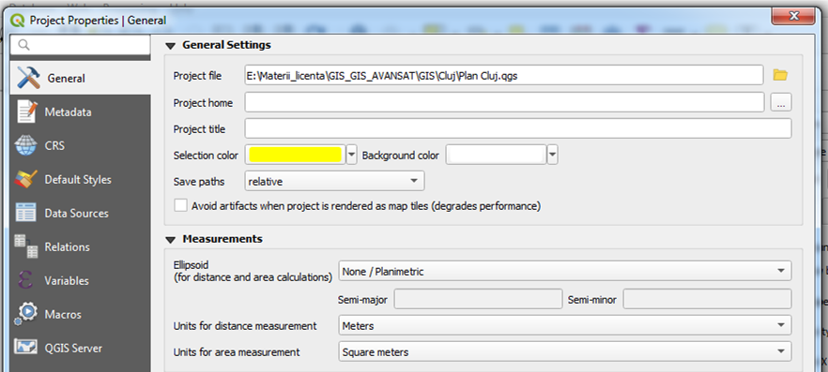 Project Properties | General
General
Metadata
CRS
Default Styles
Data Sources
Relations
Variables
Macros
QGIS Server
General Settings
Project file E:\Materii_licenta\GIS_GIS_AVANSAT\GIS\Cluj\Plan Cluj.qgs
Project home ...
Project title
Selection color Background color
Save paths relative
Avoid artifacts when project is rendered as map tiles (degrades performance)
Measurements
Ellipsoid
(for distance and area calculations) None / Planimetric
Semi-major Semi-minor
Units for distance measurement Meters
Units for area measurement Square meters